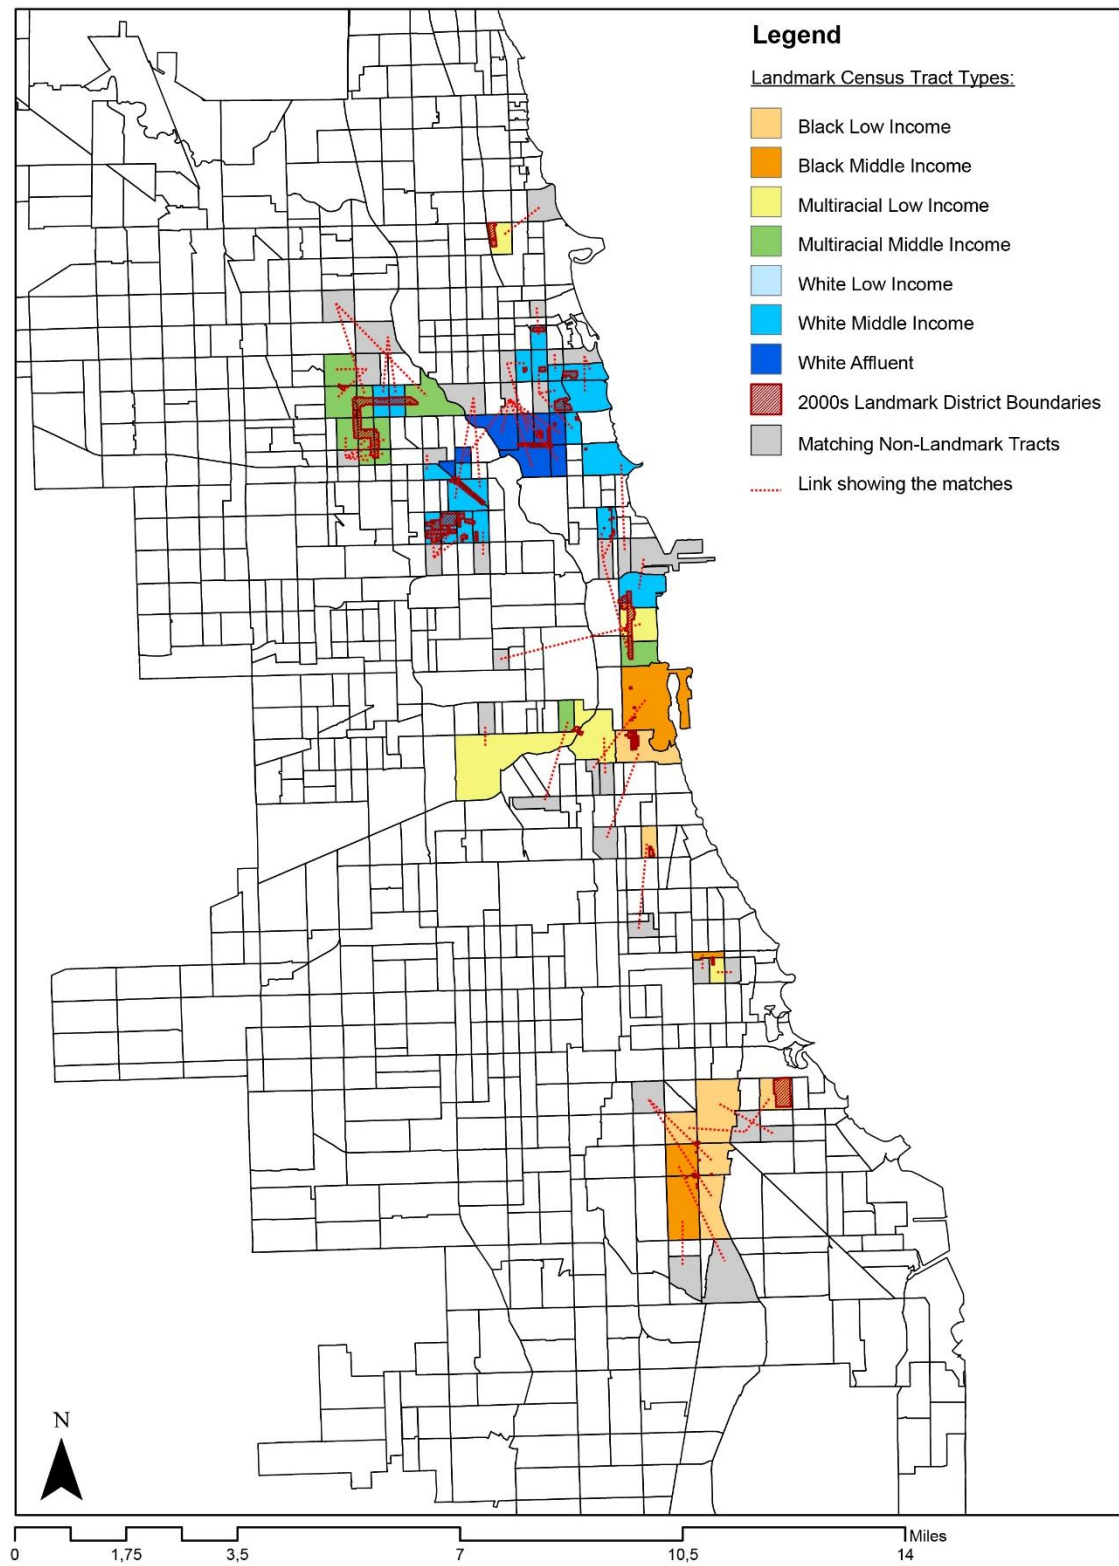 Legend
Landmark Census Tract Types:
Black Low Income
Black Middle Income
Multiracial Low Income
Multiracial Middle Income
White Low Income
White Middle Income
White Affluent
2000s Landmark District Boundaries
Matching Non-Landmark Tracts
Link showing the matches
N
Miles
0 1,75 3,5 7 10,5 14